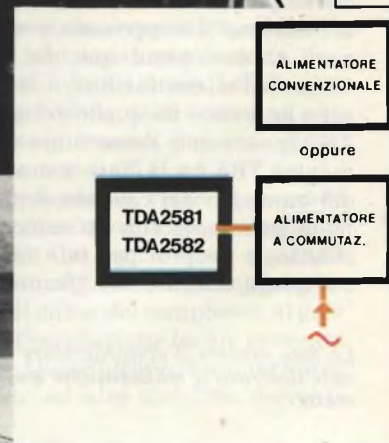 ALIMENTATORE
CONVENZIONALE
oppure
TDA2581
TDA2582
ALIMENTATORE
A COMMUTAZ.